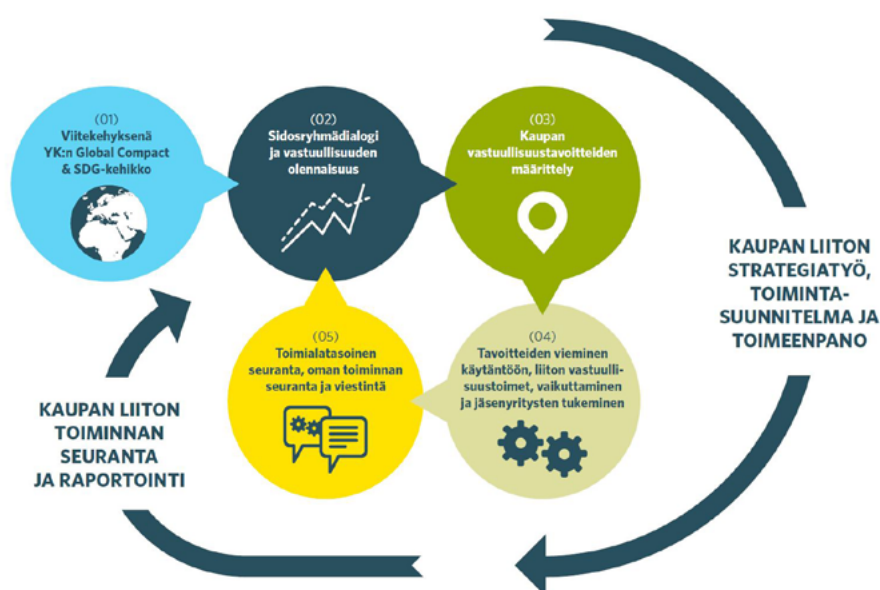 (01)
Viitekehyksenä
YK:n Global Compact
& SDG-kehikko
(02)
Sidosryhmädialogi
ja vastuullisuuden
olennaisuus
(03)
Kaupan
vastuullisuustavoitteiden
määrittely
KAUPAN LIITON
STRATEGIATYÖ,
TOIMINTA-
SUUNNITELMA JA
TOIMEENPANO
(04)
Tavoitteiden vieminen
käytäntöön, liiton vastuulli-
suustoimet, vaikuttaminen
ja jäsenyritysten tukeminen
(05)
Toimialatasoinen
seuranta, oman toiminnan
seuranta ja viestintä
KAUPAN LIITON
TOIMINNAN
SEURANTA
JA RAPORTOINTI